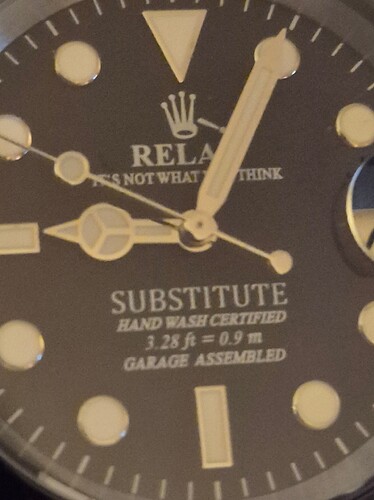 RELA
IT'S NOT WHAT THINK
SUBSTITUTE
HAND WASH CERTIFIED
3.28 ft = 0.9 m
GARAGE ASSEMBLED